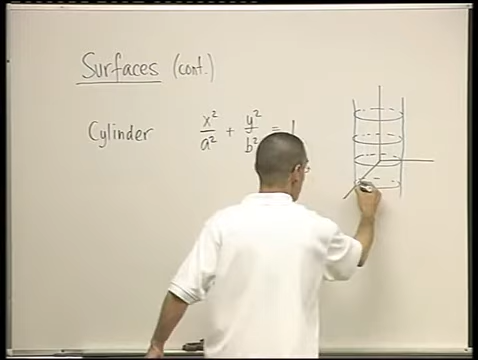 Surfaces (cont.)
Cylinder x²/a² + y²/b² = 1